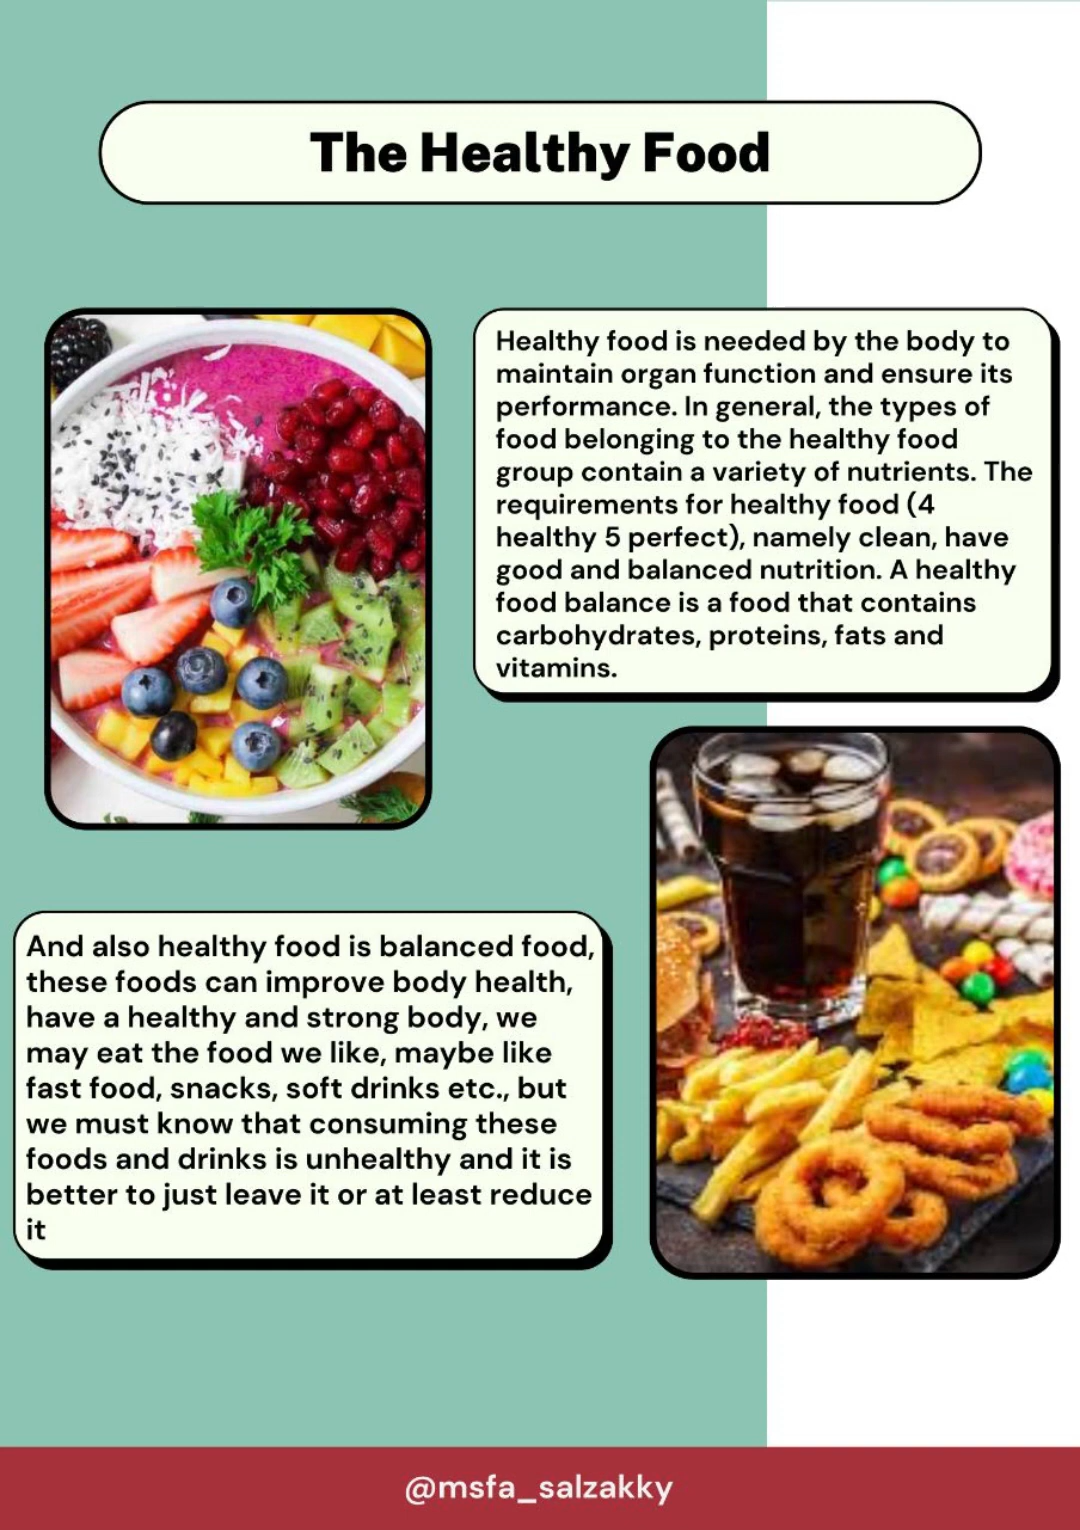 The Healthy Food
Healthy food is needed by the body to
maintain organ function and ensure its
performance. In general, the types of
food belonging to the healthy food
group contain a variety of nutrients. The
requirements for healthy food (4
healthy 5 perfect), namely clean, have
good and balanced nutrition. A healthy
food balance is a food that contains
carbohydrates, proteins, fats and
vitamins.
And also healthy food is balanced food,
these foods can improve body health,
have a healthy and strong body, we
may eat the food we like, maybe like
fast food, snacks, soft drinks etc., but
we must know that consuming these
foods and drinks is unhealthy and it is
better to just leave it or at least reduce
it
@msfa_salzakky